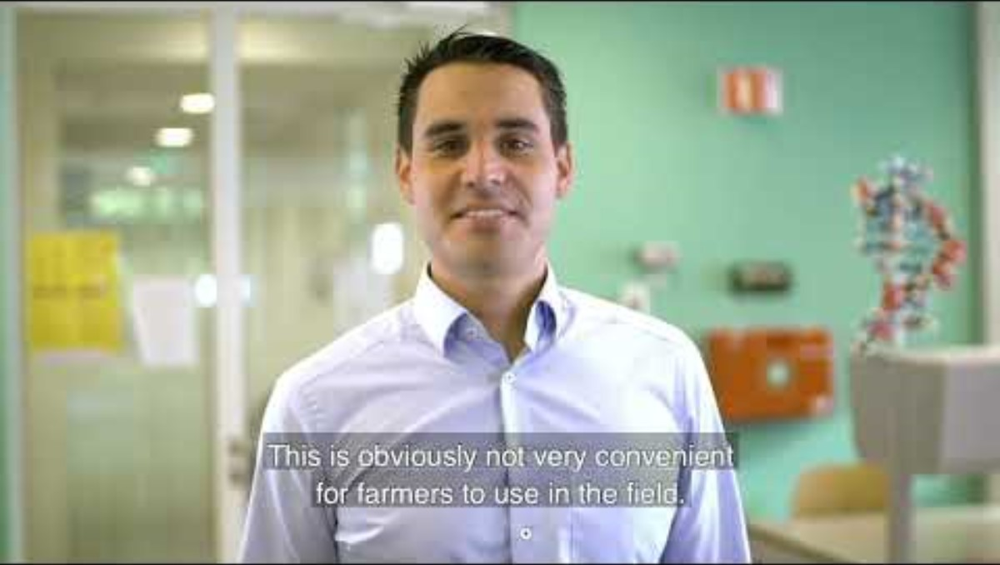 This is obviously not very convenient
for farmers to use in the field.